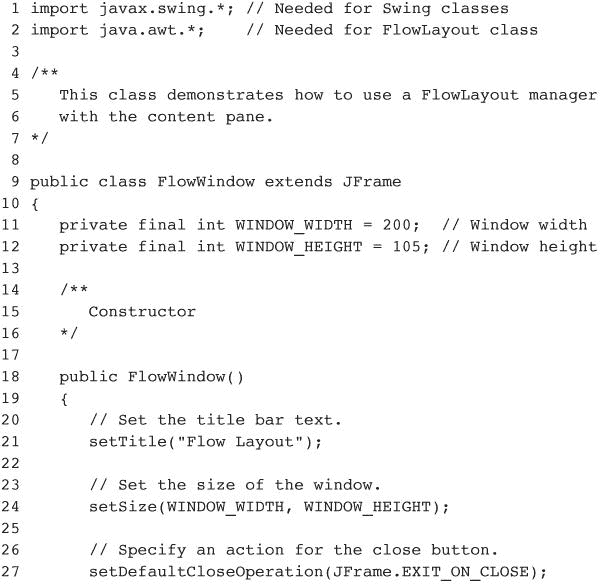 1 import javax.swing.*; // Needed for Swing classes
2 import java.awt.*;    // Needed for FlowLayout class
3
4 /**
5    This class demonstrates how to use a FlowLayout manager
6    with the content pane.
7 */
8
9 public class FlowWindow extends JFrame
10 {
11    private final int WINDOW_WIDTH = 200;  // Window width
12    private final int WINDOW_HEIGHT = 105; // Window height
13
14    /**
15       Constructor
16    */
17
18    public FlowWindow()
19    {
20       // Set the title bar text.
21       setTitle("Flow Layout");
22
23       // Set the size of the window.
24       setSize(WINDOW_WIDTH, WINDOW_HEIGHT);
25
26       // Specify an action for the close button.
27       setDefaultCloseOperation(JFrame.EXIT_ON_CLOSE);